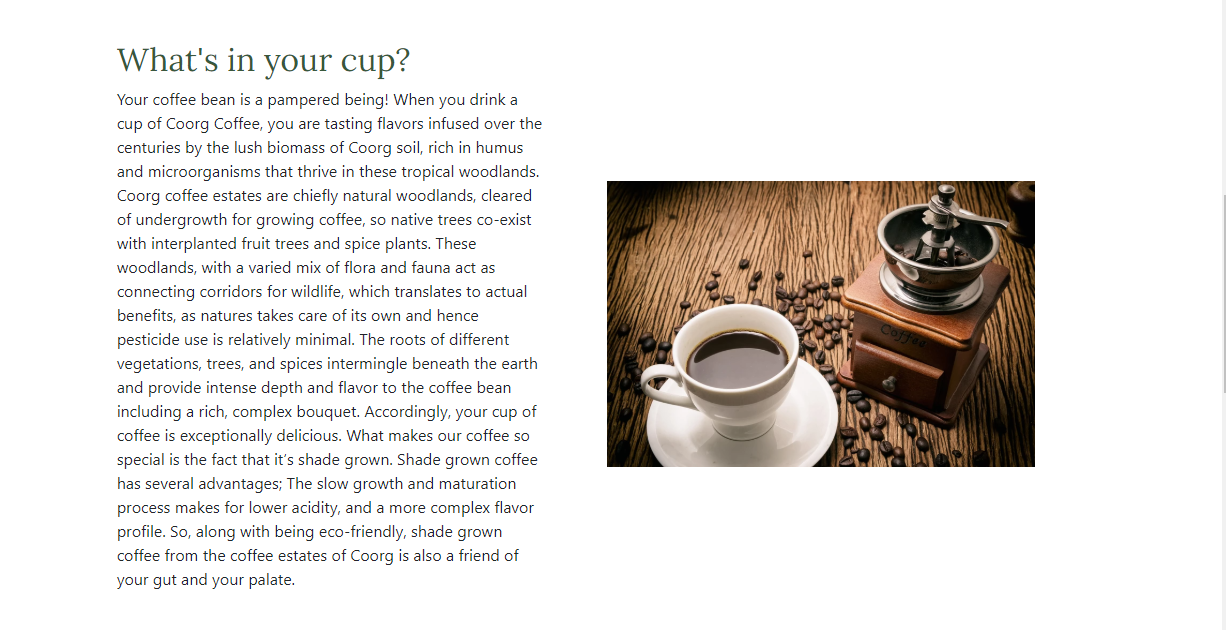 What's in your cup?
Your coffee bean is a pampered being! When you drink a
cup of Coorg Coffee, you are tasting flavors infused over the
centuries by the lush biomass of Coorg soil, rich in humus
and microorganisms that thrive in these tropical woodlands.
Coorg coffee estates are chiefly natural woodlands, cleared
of undergrowth for growing coffee, so native trees co-exist
with interplanted fruit trees and spice plants. These
woodlands, with a varied mix of flora and fauna act as
connecting corridors for wildlife, which translates to actual
benefits, as natures takes care of its own and hence
pesticide use is relatively minimal. The roots of different
vegetations, trees, and spices intermingle beneath the earth
and provide intense depth and flavor to the coffee bean
including a rich, complex bouquet. Accordingly, your cup of
coffee is exceptionally delicious. What makes our coffee so
special is the fact that it’s shade grown. Shade grown coffee
has several advantages; The slow growth and maturation
process makes for lower acidity, and a more complex flavor
profile. So, along with being eco-friendly, shade grown
coffee from the coffee estates of Coorg is also a friend of
your gut and your palate.
Coffee